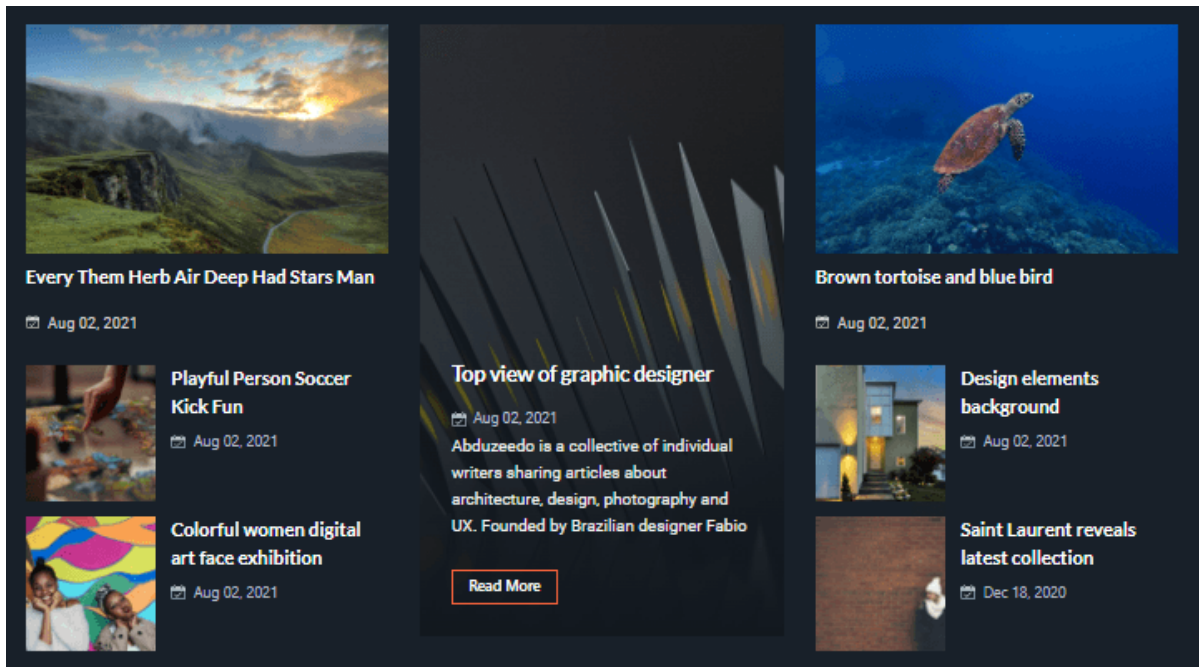 Every Them Herb Air Deep Had Stars Man
Aug 02, 2021
Playful Person Soccer
Kick Fun
Aug 02, 2021
Colorful women digital
art face exhibition
Aug 02, 2021
Top view of graphic designer
Aug 02, 2021
Abduzeedo is a collective of individual
writers sharing articles about
architecture, design, photography and
UX. Founded by Brazilian designer Fabio
Read More
Brown tortoise and blue bird
Aug 02, 2021
Design elements
background
Aug 02, 2021
Saint Laurent reveals
latest collection
Dec 18, 2020